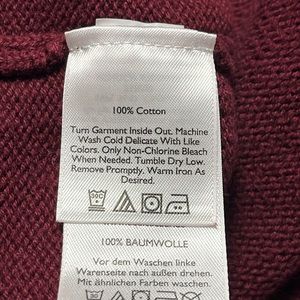 100% Cotton
Turn Garment Inside Out. Machine
Wash Cold Delicate With Like
Colors. Only Non-Chlorine Bleach
When Needed. Tumble Dry Low.
Remove Promptly. Warm Iron As
Desired.
100% BAUMWOLLE
Vor dem Waschen linke
Warenseite nach außen drehen.
Mit ähnlichen Farben waschen.